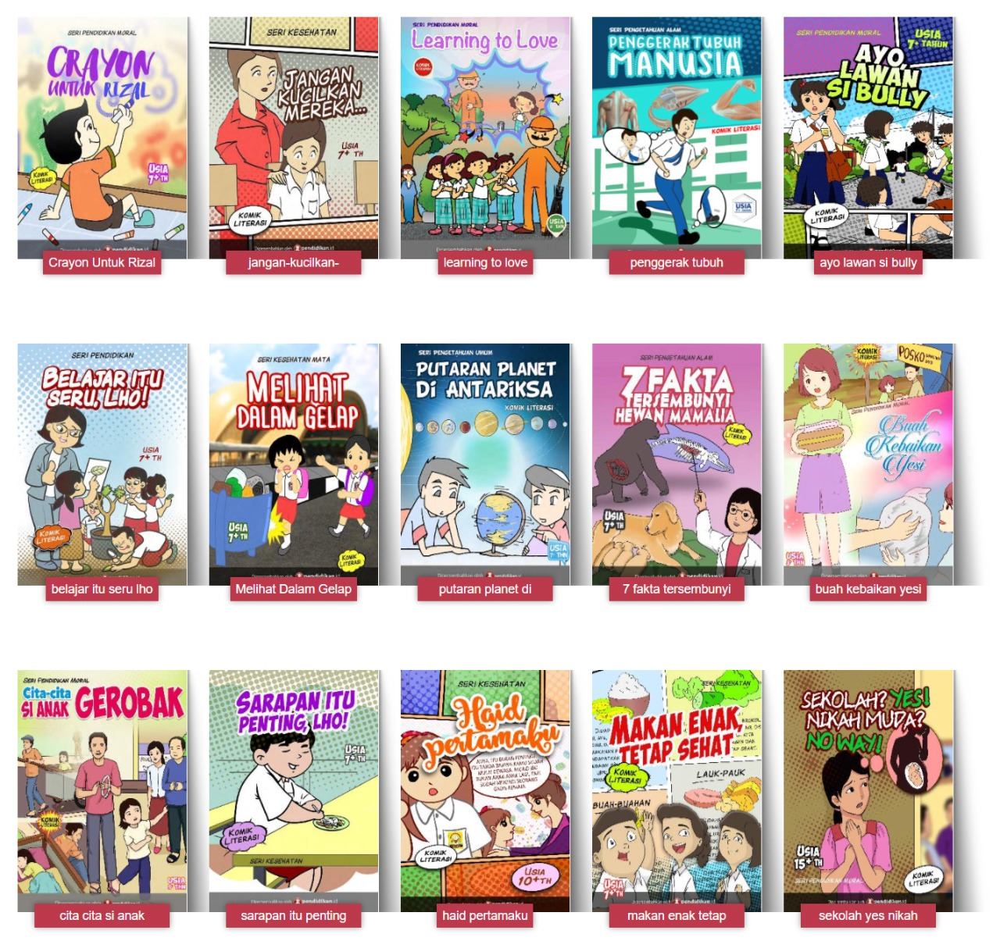 SERI PENDIDIKAN MORAL
CRAYON
UNTUK RIZAL
KOMIK
LITERASI
USIA
7+ TH
Crayon Untuk Rizal
SERI KESEHATAN
JANGAN
KUCILKAN
MEREKA...
USIA
7+ TH
KOMIK
LITERASI
jangan-kucilkan-
SERI PENDIDIKAN MORAL
Learning to Love
KOMIK
LITERASI
USIA
learning to love
SERI PENGETAHUAN ALAM
PENGGERAK TUBUH
MANUSIA
KOMIK LITERASI
USIA
penggerak tubuh
SERI PENDIDIKAN MORAL
USIA
7+ TAHUN
AYO,
LAWAN
SI BULLY
KOMIK
LITERASI
ayo lawan si bully
SERI PENDIDIKAN
BELAJAR ITU
SERU, LHO!
USIA
7+ TH
KOMIK
LITERASI
belajar itu seru lho
SERI KESEHATAN MATA
MELIHAT
DALAM GELAP
USIA
7+ TH
KOMIK
LITERASI
pendidikan.id
Melihat Dalam Gelap
SERI PENGETAHUAN UMUM
PUTARAN PLANET
DI ANTARIKSA
KOMIK LITERASI
USIA
7+ THN
putaran planet di
SERI PENGETAHUAN ALAM
7 FAKTA
TERSEMBUNYI
HEWAN MAMALIA
KOMIK
LITERASI
USIA
7+ TH
7 fakta tersembunyi
KOMIK
LITERASI
POSKO
SERI PENDIDIKAN MORAL
Buah
Kebaikan
Yesi
USIA
buah kebaikan yesi
SERI PENDIDIKAN MORAL
Cita-cita
SI ANAK GEROBAK
KOMIK
LITERASI
USIA
cita cita si anak
SARAPAN ITU
PENTING, LHO!
USIA
7+ TH
KOMIK
LITERASI
SERI KESEHATAN
pendidikan.id
sarapan itu penting
SERI KESEHATAN
Haid
pertamaku
KOMIK
LITERASI
USIA
10+ TH
haid pertamaku
SERI KESEHATAN
MAKAN ENAK,
TETAP SEHAT
KOMIK
LITERASI
LAUK-PAUK
BUAH-BUAHAN
USIA
7+ TH
pendidikan.id
makan enak tetap
SEKOLAH? YES!
NIKAH MUDA?
NO WAY!
USIA
15+ TH
SERI PENDIDIKAN MORAL
KOMIK
LITERASI
pendidikan.id
sekolah yes nikah